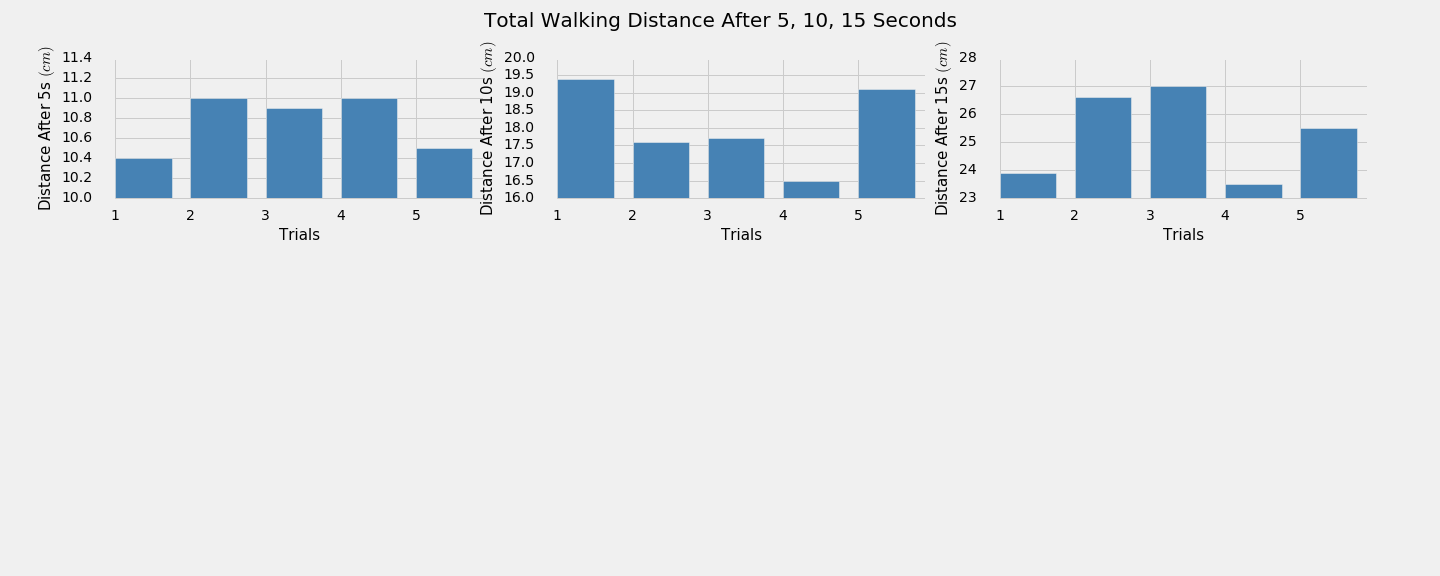 Total Walking Distance After 5, 10, 15 Seconds
Distance After 5s (cm)
11.4
11.2
11.0
10.8
10.6
10.4
10.2
10.0
1 2 3 4 5
Trials
Distance After 10s (cm)
20.0
19.5
19.0
18.5
18.0
17.5
17.0
16.5
16.0
1 2 3 4 5
Trials
Distance After 15s (cm)
28
27
26
25
24
23
1 2 3 4 5
Trials